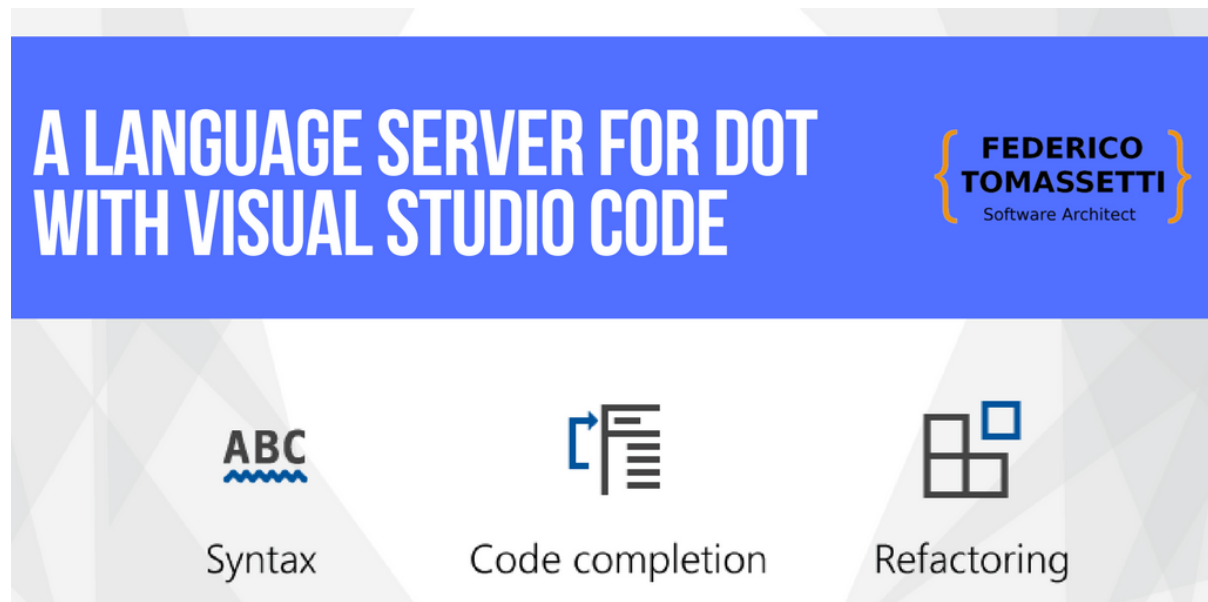 A LANGUAGE SERVER FOR DOT
WITH VISUAL STUDIO CODE
FEDERICO
TOMASSETTI
Software Architect
ABC
Syntax
Code completion
Refactoring